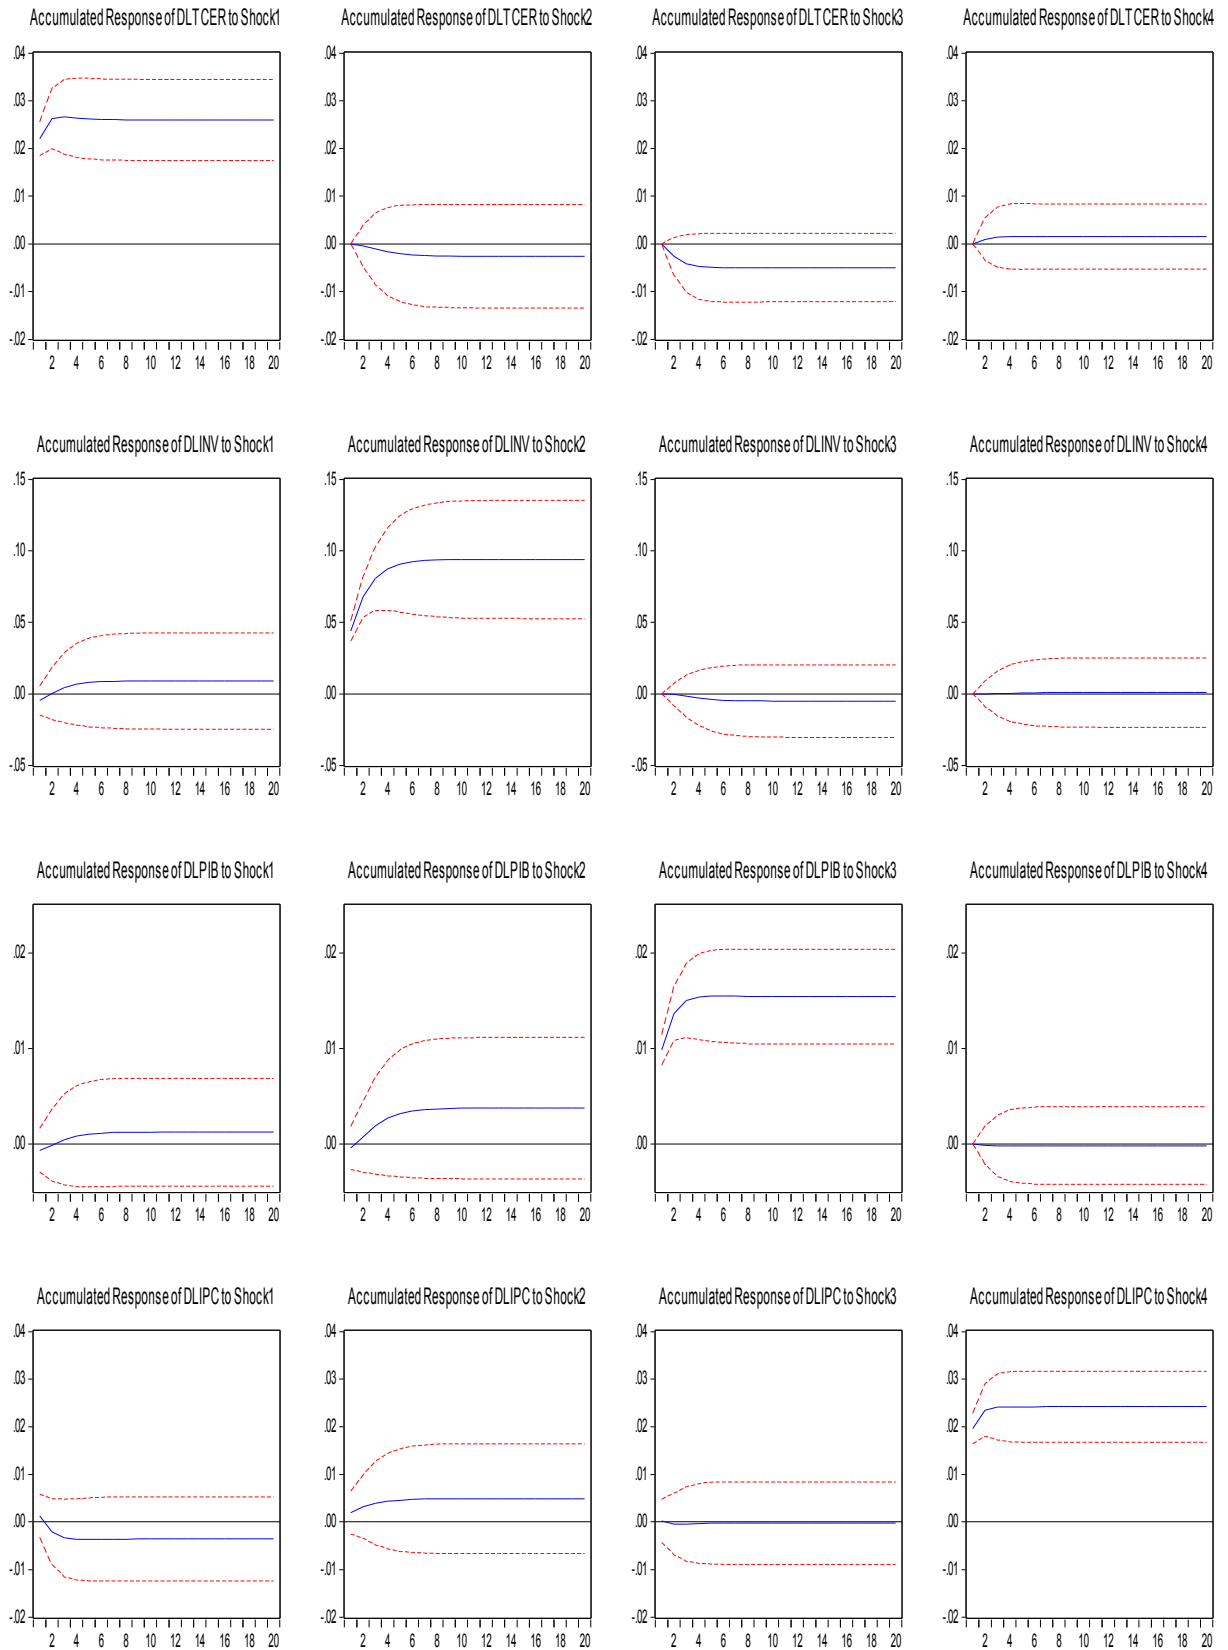 Accumulated Response of DLTCER to Shock1
Accumulated Response of DLTCER to Shock2
Accumulated Response of DLTCER to Shock3
Accumulated Response of DLTCER to Shock4
.04 .04 .04 .04
.03 .03 .03 .03
.02 .02 .02 .02
.01 .01 .01 .01
.00 .00 .00 .00
-.01 -.01 -.01 -.01
-.02 -.02 -.02 -.02
2 4 6 8 10 12 14 16 18 20
2 4 6 8 10 12 14 16 18 20
2 4 6 8 10 12 14 16 18 20
2 4 6 8 10 12 14 16 18 20
Accumulated Response of DLINV to Shock1
Accumulated Response of DLINV to Shock2
Accumulated Response of DLINV to Shock3
Accumulated Response of DLINV to Shock4
.15 .15 .15 .15
.10 .10 .10 .10
.05 .05 .05 .05
.00 .00 .00 .00
-.05 -.05 -.05 -.05
2 4 6 8 10 12 14 16 18 20
2 4 6 8 10 12 14 16 18 20
2 4 6 8 10 12 14 16 18 20
2 4 6 8 10 12 14 16 18 20
Accumulated Response of DLPIB to Shock1
Accumulated Response of DLPIB to Shock2
Accumulated Response of DLPIB to Shock3
Accumulated Response of DLPIB to Shock4
.02 .02 .02 .02
.01 .01 .01 .01
.00 .00 .00 .00
2 4 6 8 10 12 14 16 18 20
2 4 6 8 10 12 14 16 18 20
2 4 6 8 10 12 14 16 18 20
2 4 6 8 10 12 14 16 18 20
Accumulated Response of DLIPC to Shock1
Accumulated Response of DLIPC to Shock2
Accumulated Response of DLIPC to Shock3
Accumulated Response of DLIPC to Shock4
.04 .04 .04 .04
.03 .03 .03 .03
.02 .02 .02 .02
.01 .01 .01 .01
.00 .00 .00 .00
-.01 -.01 -.01 -.01
-.02 -.02 -.02 -.02
2 4 6 8 10 12 14 16 18 20
2 4 6 8 10 12 14 16 18 20
2 4 6 8 10 12 14 16 18 20
2 4 6 8 10 12 14 16 18 20